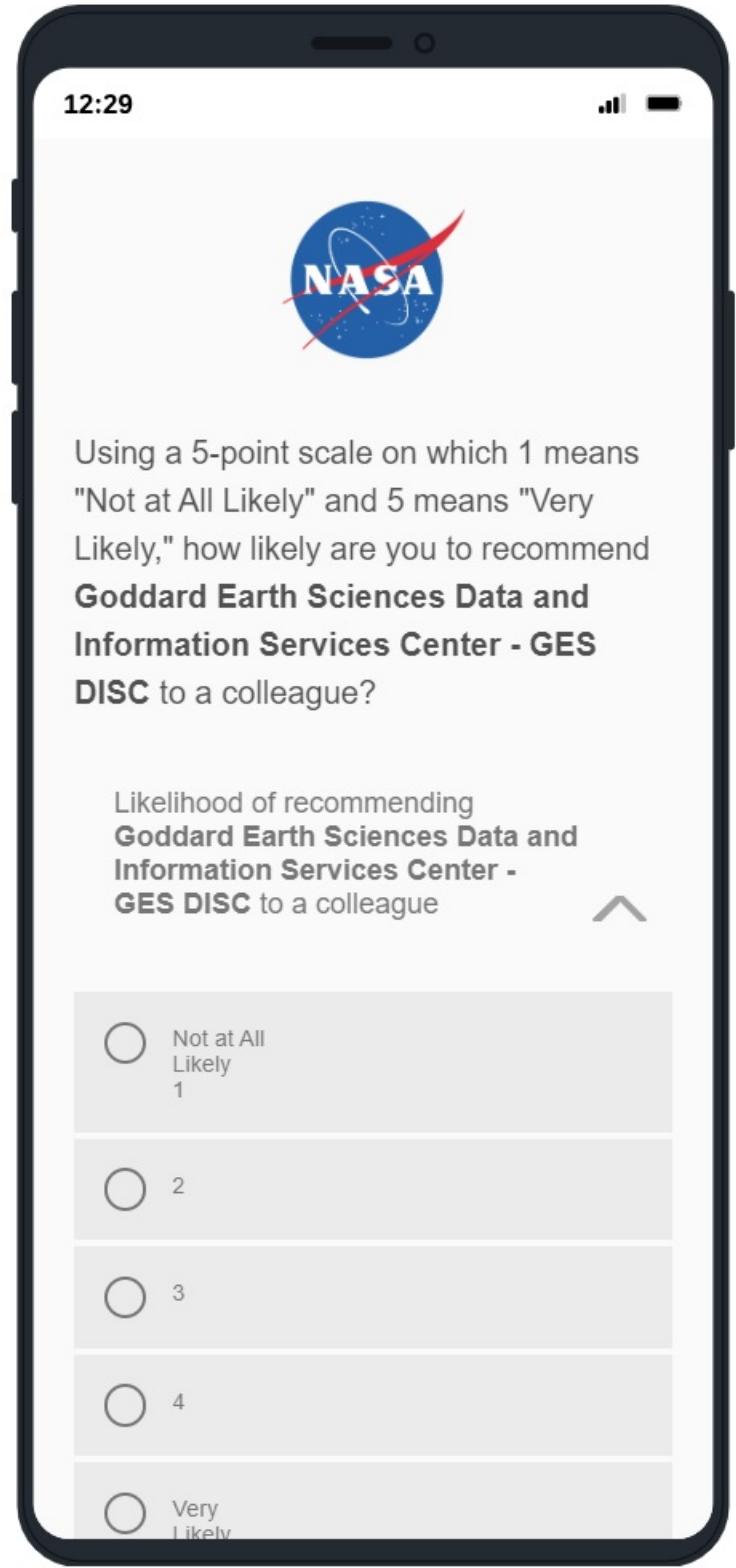 12:29
NASA
Using a 5-point scale on which 1 means
"Not at All Likely" and 5 means "Very
Likely," how likely are you to recommend
Goddard Earth Sciences Data and
Information Services Center - GES
DISC to a colleague?
Likelihood of recommending
Goddard Earth Sciences Data and
Information Services Center -
GES DISC to a colleague
Not at All
Likely
1
2
3
4
Very
Likely